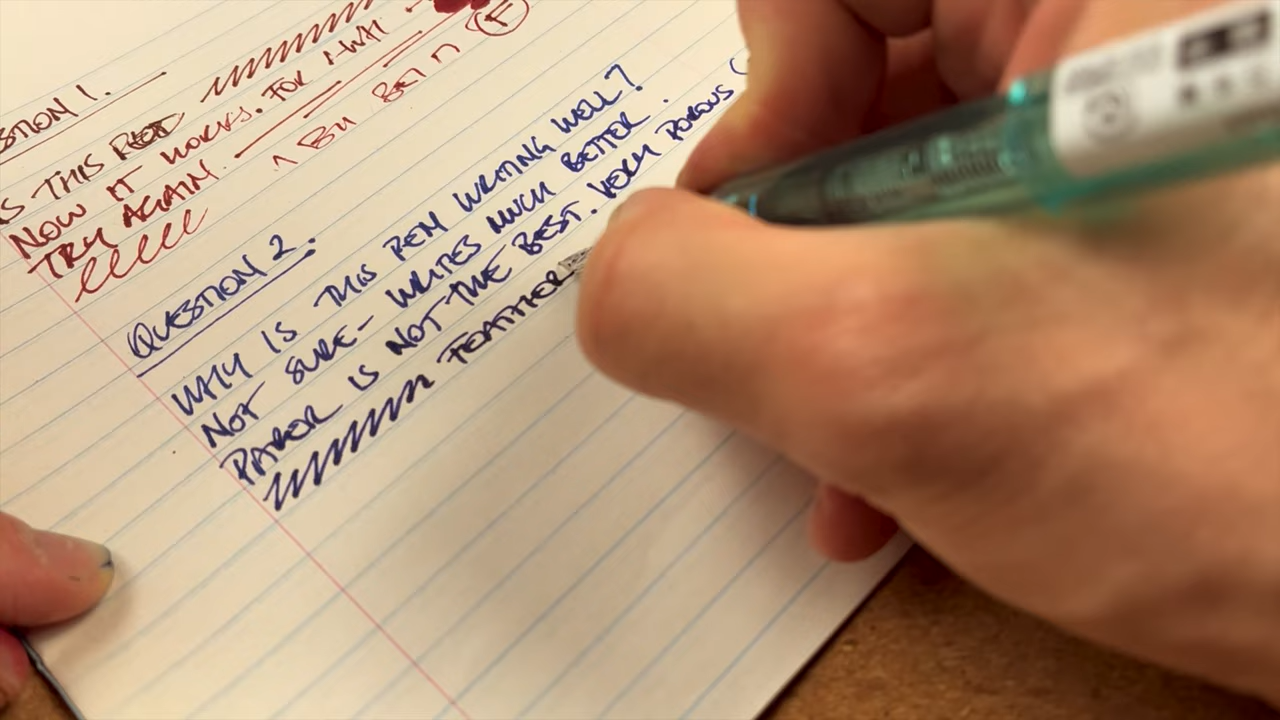 STION 1.
S THIS
NOW IT WORKS. FOR
TRY AGAIN.
F
QUESTION 2.
WHY IS THIS PEN WRITING WELL?
NOT SURE - WRITES MUCH BETTER.
PAPER IS NOT THE BEST. VERY POROUS (
FEATHER